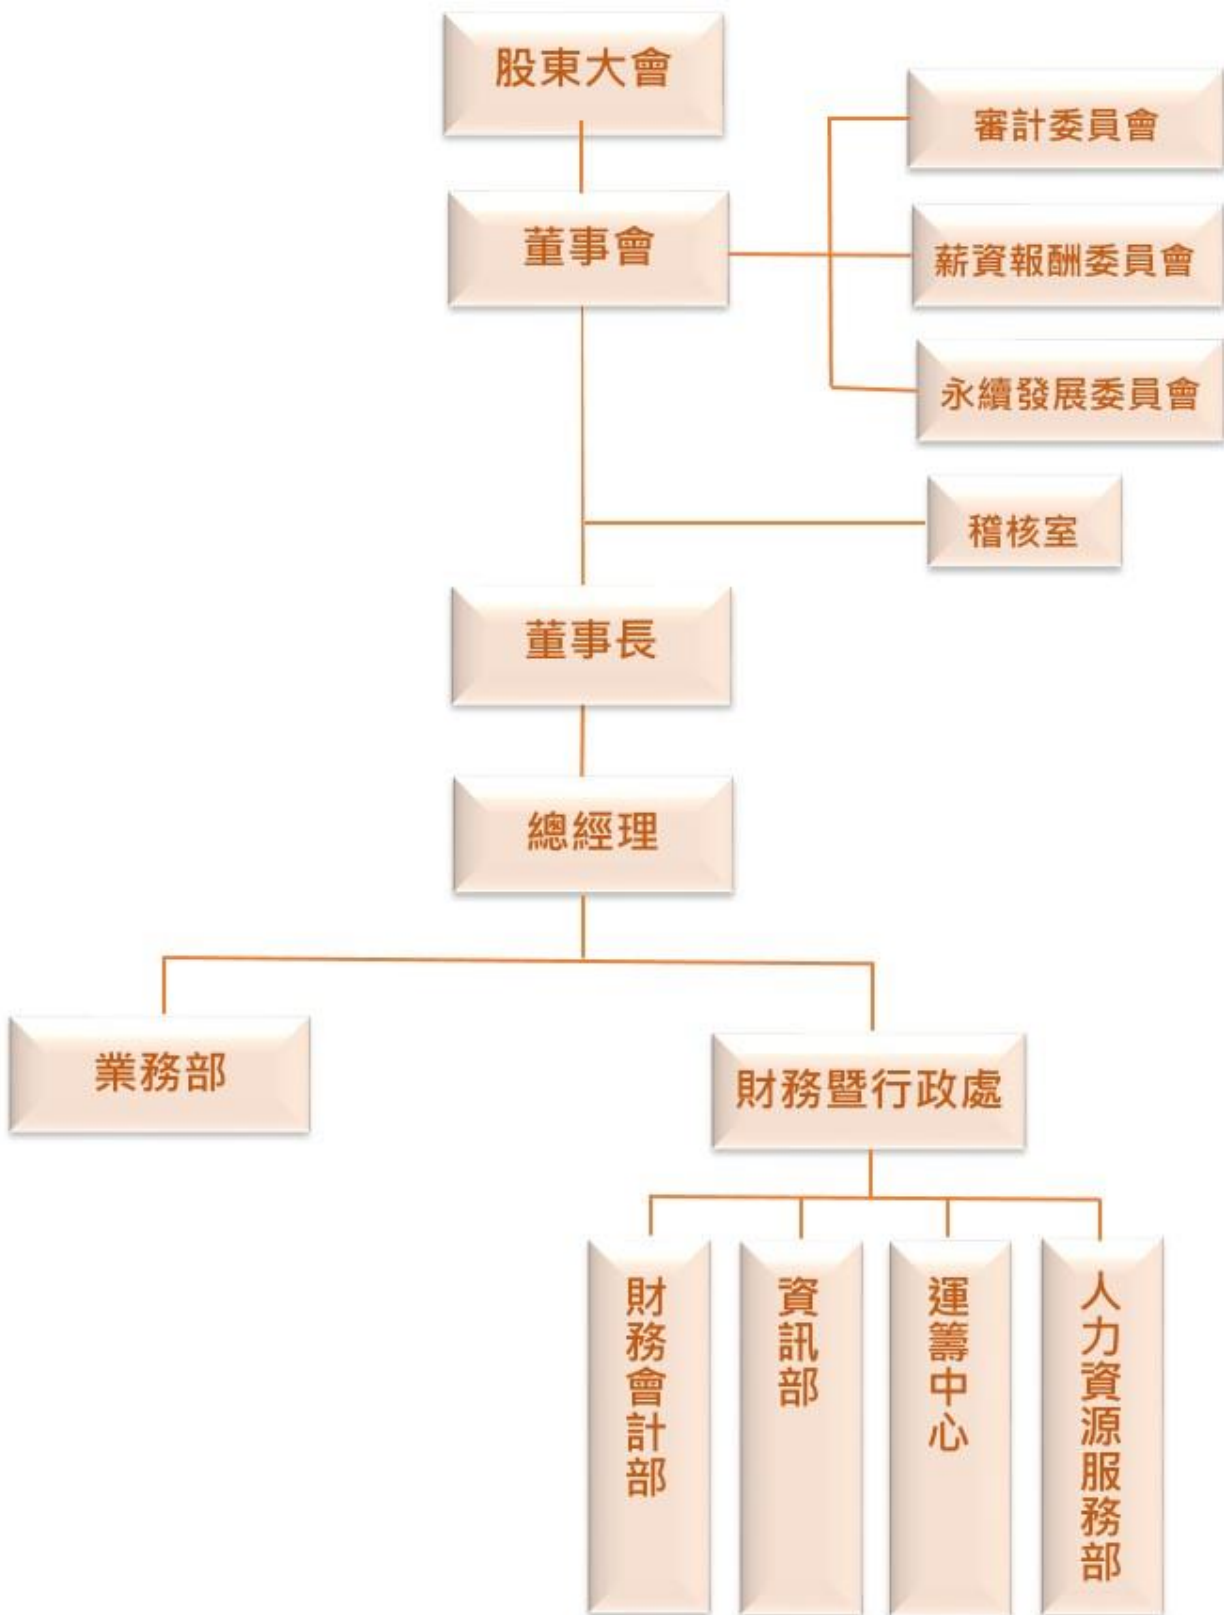 股東大會
審計委員會
董事會
薪資報酬委員會
永續發展委員會
稽核室
董事長
總經理
業務部
財務暨行政處
財務會計部
資訊部
運籌中心
人力資源服務部